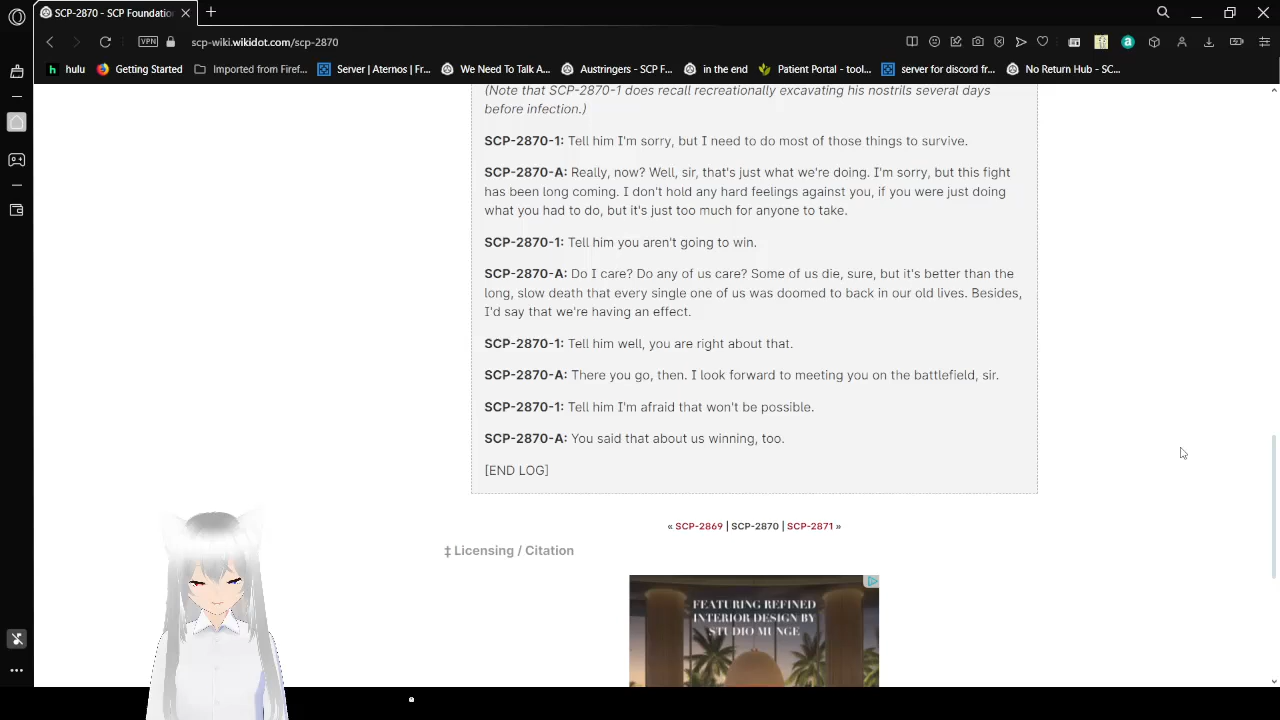 SCP-2870 - SCP Foundatio
scp-wiki.wikidot.com/scp-2870
VPN
hulu
Getting Started
Imported from Firef...
Server | Aternos | Fr...
We Need To Talk A...
Austringers - SCP F...
in the end
Patient Portal - tool...
server for discord fr...
No Return Hub - SC...
(Note that SCP-2870-1 does recall recreationally excavating his nostrils several days
before infection.)
SCP-2870-1: Tell him I'm sorry, but I need to do most of those things to survive.
SCP-2870-A: Really, now? Well, sir, that's just what we're doing. I'm sorry, but this fight
has been long coming. I don't hold any hard feelings against you, if you were just doing
what you had to do, but it's just too much for anyone to take.
SCP-2870-1: Tell him you aren't going to win.
SCP-2870-A: Do I care? Do any of us care? Some of us die, sure, but it's better than the
long, slow death that every single one of us was doomed to back in our old lives. Besides,
I'd say that we're having an effect.
SCP-2870-1: Tell him well, you are right about that.
SCP-2870-A: There you go, then. I look forward to meeting you on the battlefield, sir.
SCP-2870-1: Tell him I'm afraid that won't be possible.
SCP-2870-A: You said that about us winning, too.
[END LOG]
« SCP-2869 | SCP-2870 | SCP-2871 »
‡ Licensing / Citation
FEATURING REFINED
INTERIOR DESIGN BY
STUDIO MUNGE